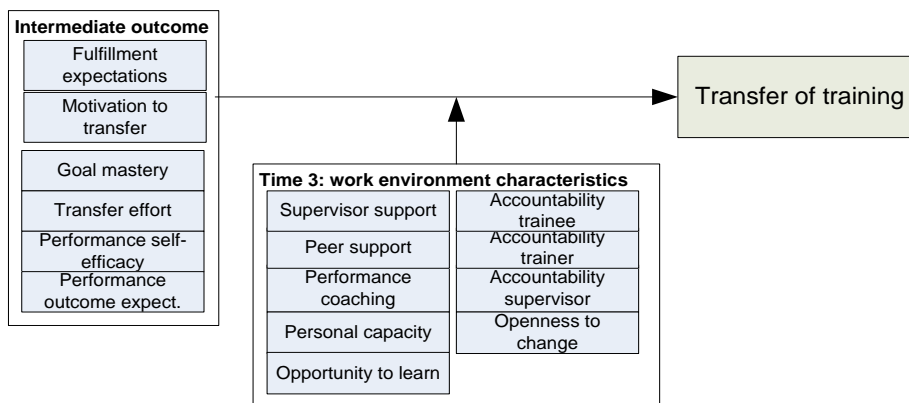 Intermediate outcome
Fulfillment
expectations
Motivation to
transfer
Goal mastery
Transfer effort
Performance self-
efficacy
Performance
outcome expect.
Transfer of training
Time 3: work environment characteristics
Supervisor support
Peer support
Performance
coaching
Personal capacity
Opportunity to learn
Accountability
trainee
Accountability
trainer
Accountability
supervisor
Openness to
change